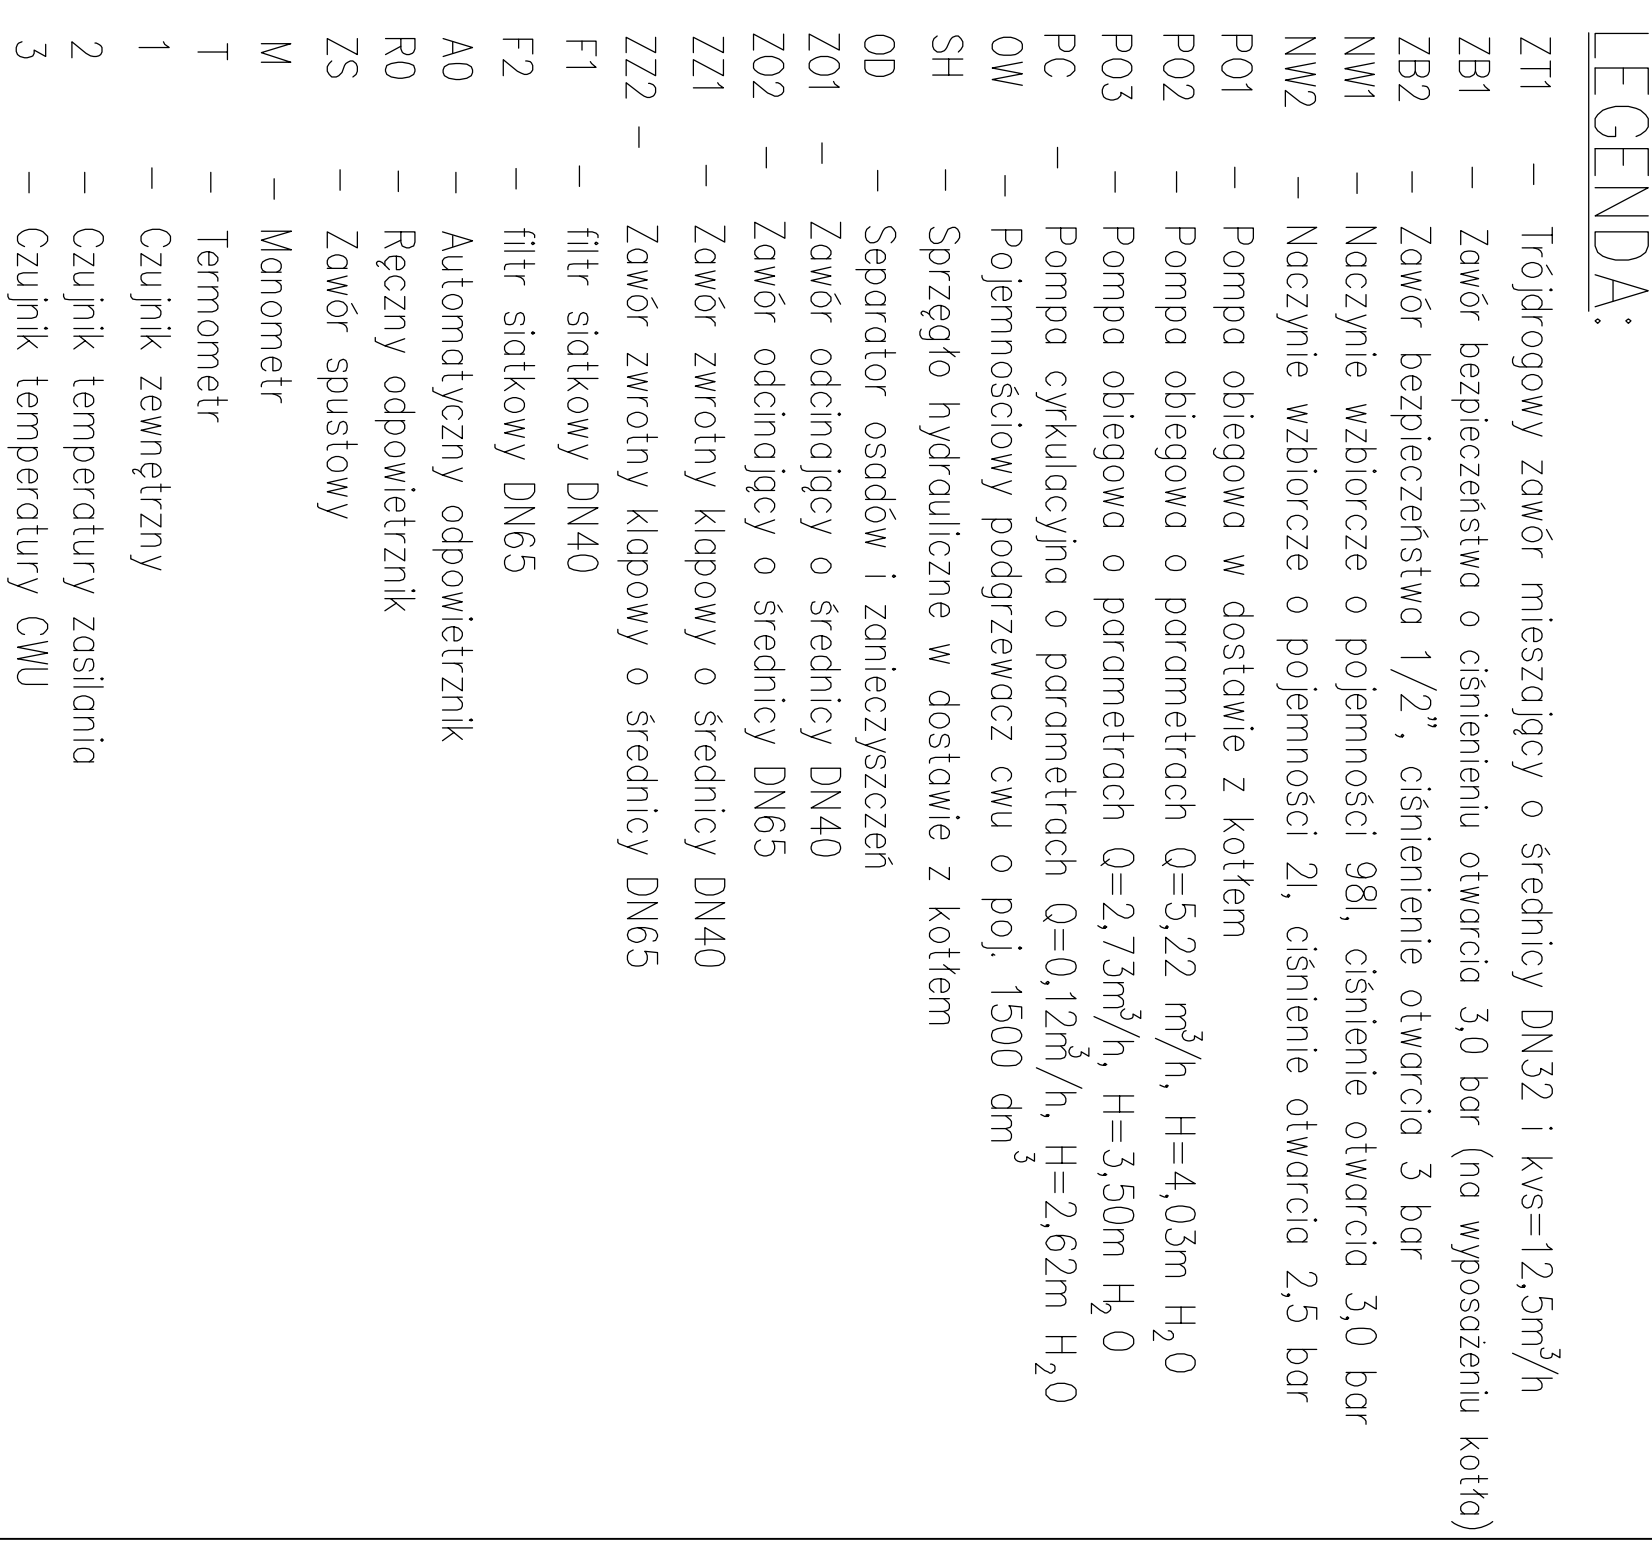 LEGENDA:
ZT1 - Trójdrogowy zawór mieszający o średnicy DN32 i kvs=12,5m³/h
ZB1 - Zawór bezpieczeństwa o ciśnienieniu otwarcia 3,0 bar (na wyposażeniu kotła)
ZB2 - Zawór bezpieczeństwa 1/2", ciśnienienie otwarcia 3 bar
NW1 - Naczynie wzbiorcze o pojemności 98l, ciśnienie otwarcia 3,0 bar
NW2 - Naczynie wzbiorcze o pojemności 2l, ciśnienie otwarcia 2,5 bar
PO1 - Pompa obiegowa w dostawie z kotłem
PO2 - Pompa obiegowa o parametrach Q=5,22 m³/h, H=4,03m H₂O
PO3 - Pompa obiegowa o parametrach Q=2,73m³/h, H=3,50m H₂O
PC - Pompa cyrkulacyjna o parametrach Q=0,12m³/h, H=2,62m H₂O
OW - Pojemnościowy podgrzewacz cwu o poj. 1500 dm³
SH - Sprzęgło hydrauliczne w dostawie z kotłem
OD - Separator osadów i zanieczyszczeń
ZO1 - Zawór odcinający o średnicy DN40
ZO2 - Zawór odcinający o średnicy DN65
ZZ1 - Zawór zwrotny klapowy o średnicy DN40
ZZ2 - Zawór zwrotny klapowy o średnicy DN65
F1 - filtr siatkowy DN40
F2 - filtr siatkowy DN65
AO - Automatyczny odpowietrznik
RO - Ręczny odpowietrznik
ZS - Zawór spustowy
M - Manometr
T - Termometr
1 - Czujnik zewnętrzny
2 - Czujnik temperatury zasilania
3 - Czujnik temperatury CWU